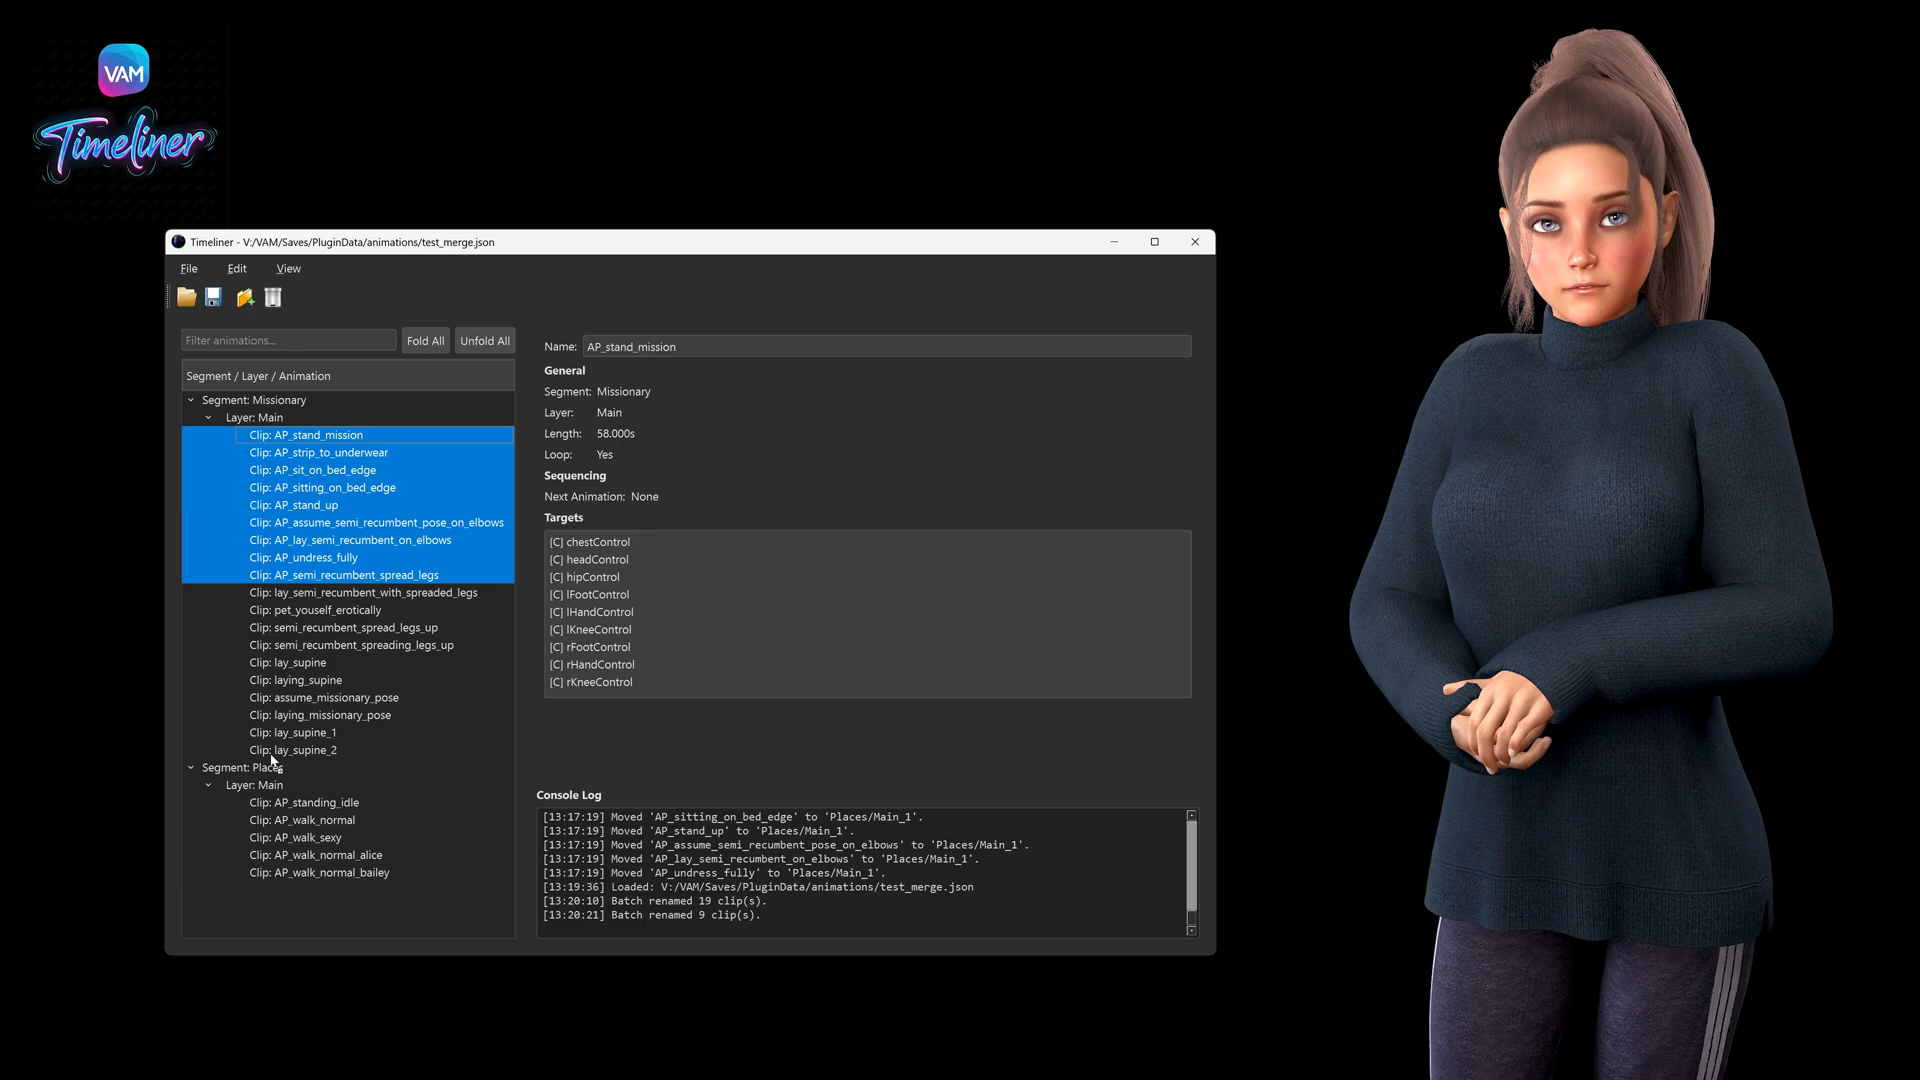 VAM
Timeliner
Timeliner - V:/VAM/Saves/PluginData/animations/test_merge.json
File Edit View
Filter animations... Fold All Unfold All
Segment / Layer / Animation
Segment: Missionary
Layer: Main
Clip: AP_stand_mission
Clip: AP_strip_to_underwear
Clip: AP_sit_on_bed_edge
Clip: AP_sitting_on_bed_edge
Clip: AP_stand_up
Clip: AP_assume_semi_recumbent_pose_on_elbows
Clip: AP_lay_semi_recumbent_on_elbows
Clip: AP_undress_fully
Clip: AP_semi_recumbent_spread_legs
Clip: lay_semi_recumbent_with_spreaded_legs
Clip: pet_youself_erotically
Clip: semi_recumbent_spread_legs_up
Clip: semi_recumbent_spreading_legs_up
Clip: lay_supine
Clip: laying_supine
Clip: assume_missionary_pose
Clip: laying_missionary_pose
Clip: lay_supine_1
Clip: lay_supine_2
Segment: Places
Layer: Main
Clip: AP_standing_idle
Clip: AP_walk_normal
Clip: AP_walk_sexy
Clip: AP_walk_normal_alice
Clip: AP_walk_normal_bailey
Name: AP_stand_mission
General
Segment: Missionary
Layer: Main
Length: 58.000s
Loop: Yes
Sequencing
Next Animation: None
Targets
[C] chestControl
[C] headControl
[C] hipControl
[C] lFootControl
[C] lHandControl
[C] lKneeControl
[C] rFootControl
[C] rHandControl
[C] rKneeControl
Console Log
[13:17:19] Moved 'AP_sitting_on_bed_edge' to 'Places/Main_1'.
[13:17:19] Moved 'AP_stand_up' to 'Places/Main_1'.
[13:17:19] Moved 'AP_assume_semi_recumbent_pose_on_elbows' to 'Places/Main_1'.
[13:17:19] Moved 'AP_lay_semi_recumbent_on_elbows' to 'Places/Main_1'.
[13:17:19] Moved 'AP_undress_fully' to 'Places/Main_1'.
[13:19:36] Loaded: V:/VAM/Saves/PluginData/animations/test_merge.json
[13:20:10] Batch renamed 19 clip(s).
[13:20:21] Batch renamed 9 clip(s).